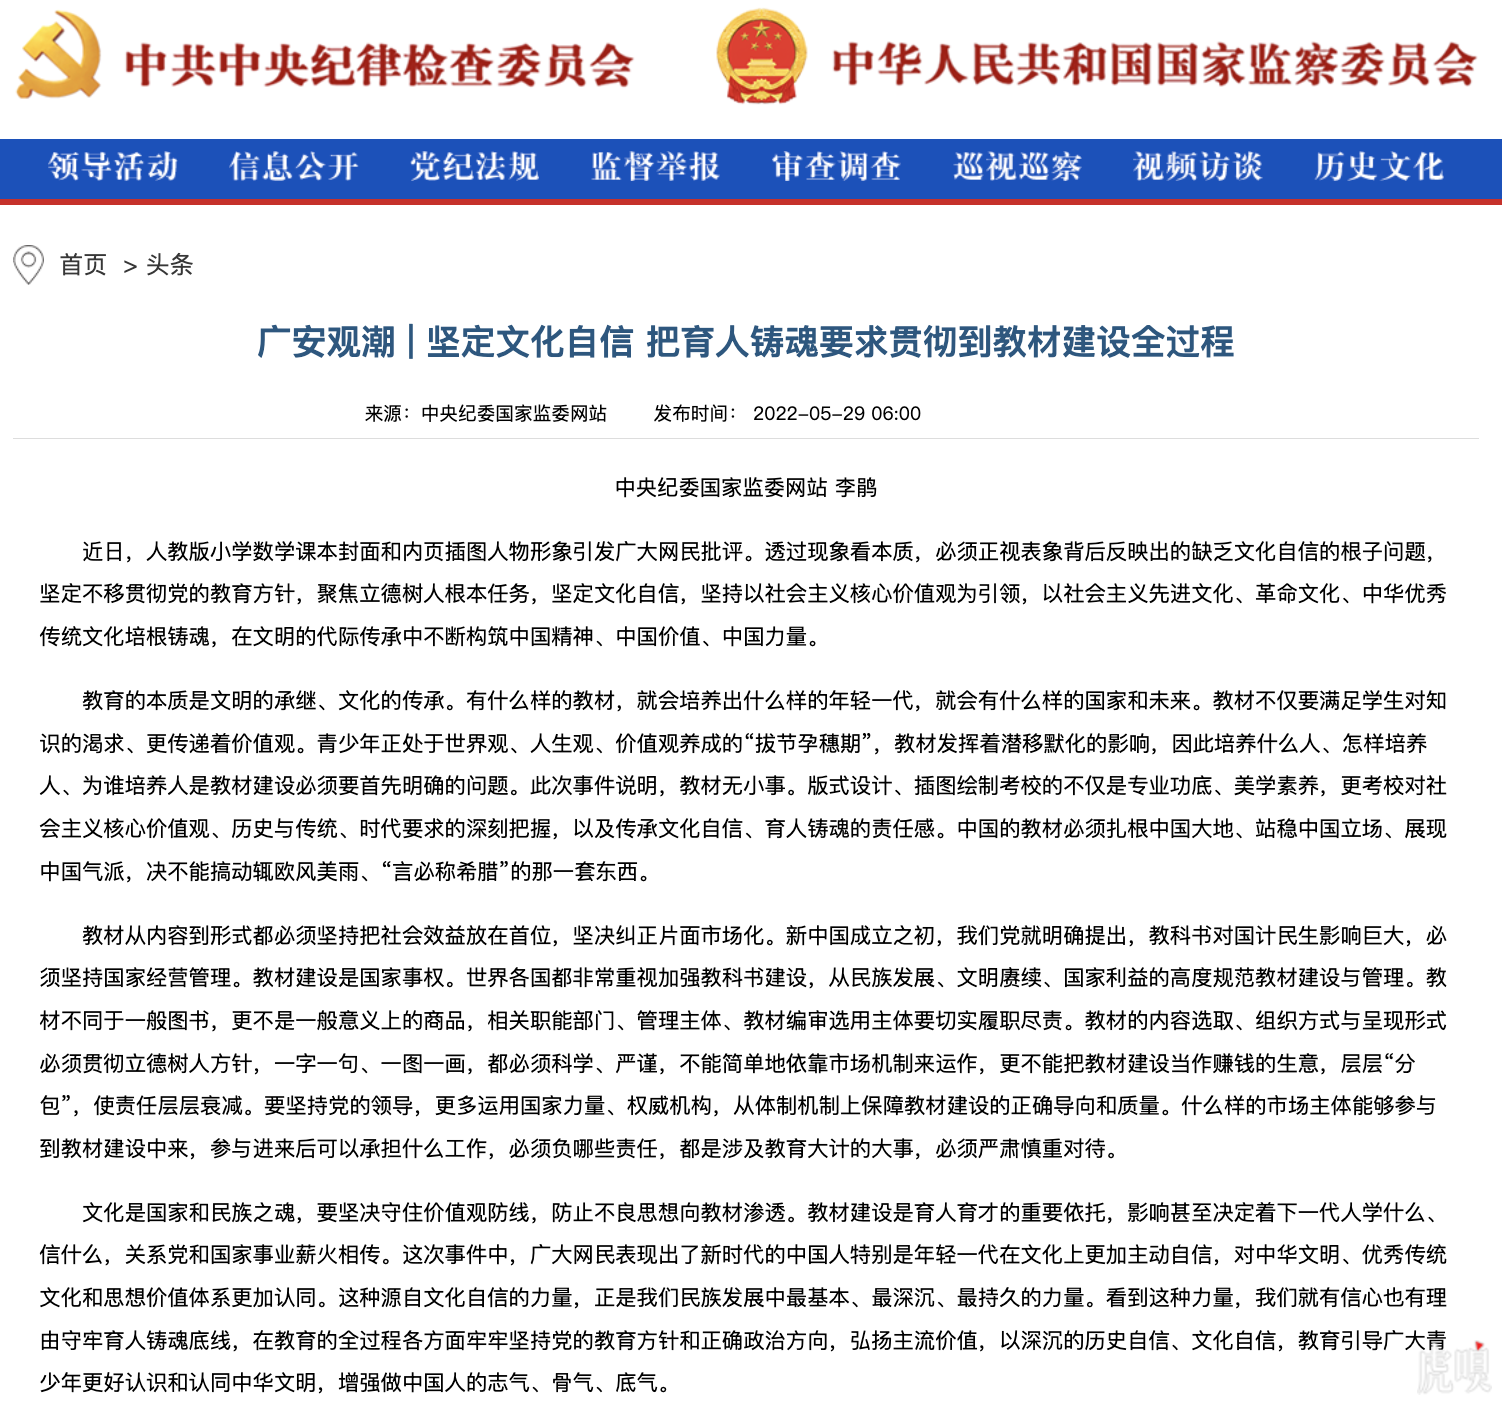 中共中央纪律检查委员会 中华人民共和国国家监察委员会
领导活动 信息公开 党纪法规 监督举报 审查调查 巡视巡察 视频访谈 历史文化
首页 > 头条
广安观潮 | 坚定文化自信 把育人铸魂要求贯彻到教材建设全过程
来源：中央纪委国家监委网站 发布时间： 2022-05-29 06:00
中央纪委国家监委网站 李鹃
近日，人教版小学数学课本封面和内页插图人物形象引发广大网民批评。透过现象看本质，必须正视表象背后反映出的缺乏文化自信的根子问题，
坚定不移贯彻党的教育方针，聚焦立德树人根本任务，坚定文化自信，坚持以社会主义核心价值观为引领，以社会主义先进文化、革命文化、中华优秀
传统文化培根铸魂，在文明的代际传承中不断构筑中国精神、中国价值、中国力量。
教育的本质是文明的承继、文化的传承。有什么样的教材，就会培养出什么样的年轻一代，就会有什么样的国家和未来。教材不仅要满足学生对知
识的渴求、更传递着价值观。青少年正处于世界观、人生观、价值观养成的“拔节孕穗期”，教材发挥着潜移默化的影响，因此培养什么人、怎样培养
人、为谁培养人是教材建设必须要首先明确的问题。此次事件说明，教材无小事。版式设计、插图绘制考校的不仅是专业功底、美学素养，更考校对社
会主义核心价值观、历史与传统、时代要求的深刻把握，以及传承文化自信、育人铸魂的责任感。中国的教材必须扎根中国大地、站稳中国立场、展现
中国气派，决不能搞动辄欧风美雨、“言必称希腊”的那一套东西。
教材从内容到形式都必须坚持把社会效益放在首位，坚决纠正片面市场化。新中国成立之初，我们党就明确提出，教科书对国计民生影响巨大，必
须坚持国家经营管理。教材建设是国家事权。世界各国都非常重视加强教科书建设，从民族发展、文明赓续、国家利益的高度规范教材建设与管理。教
材不同于一般图书，更不是一般意义上的商品，相关职能部门、管理主体、教材编审选用主体要切实履职尽责。教材的内容选取、组织方式与呈现形式
必须贯彻立德树人方针，一字一句、一图一画，都必须科学、严谨，不能简单地依靠市场机制来运作，更不能把教材建设当作赚钱的生意，层层“分
包”，使责任层层衰减。要坚持党的领导，更多运用国家力量、权威机构，从体制机制上保障教材建设的正确导向和质量。什么样的市场主体能够参与
到教材建设中来，参与进来后可以承担什么工作，必须负哪些责任，都是涉及教育大计的大事，必须严肃慎重对待。
文化是国家和民族之魂，要坚决守住价值观防线，防止不良思想向教材渗透。教材建设是育人育才的重要依托，影响甚至决定着下一代人学什么、
信什么，关系党和国家事业薪火相传。这次事件中，广大网民表现出了新时代的中国人特别是年轻一代在文化上更加主动自信，对中华文明、优秀传统
文化和思想价值体系更加认同。这种源自文化自信的力量，正是我们民族发展中最基本、最深沉、最持久的力量。看到这种力量，我们就有信心也有理
由守牢育人铸魂底线，在教育的全过程各方面牢牢坚持党的教育方针和正确政治方向，弘扬主流价值，以深沉的历史自信、文化自信，教育引导广大青
少年更好认识和认同中华文明，增强做中国人的志气、骨气、底气。
虎嗅